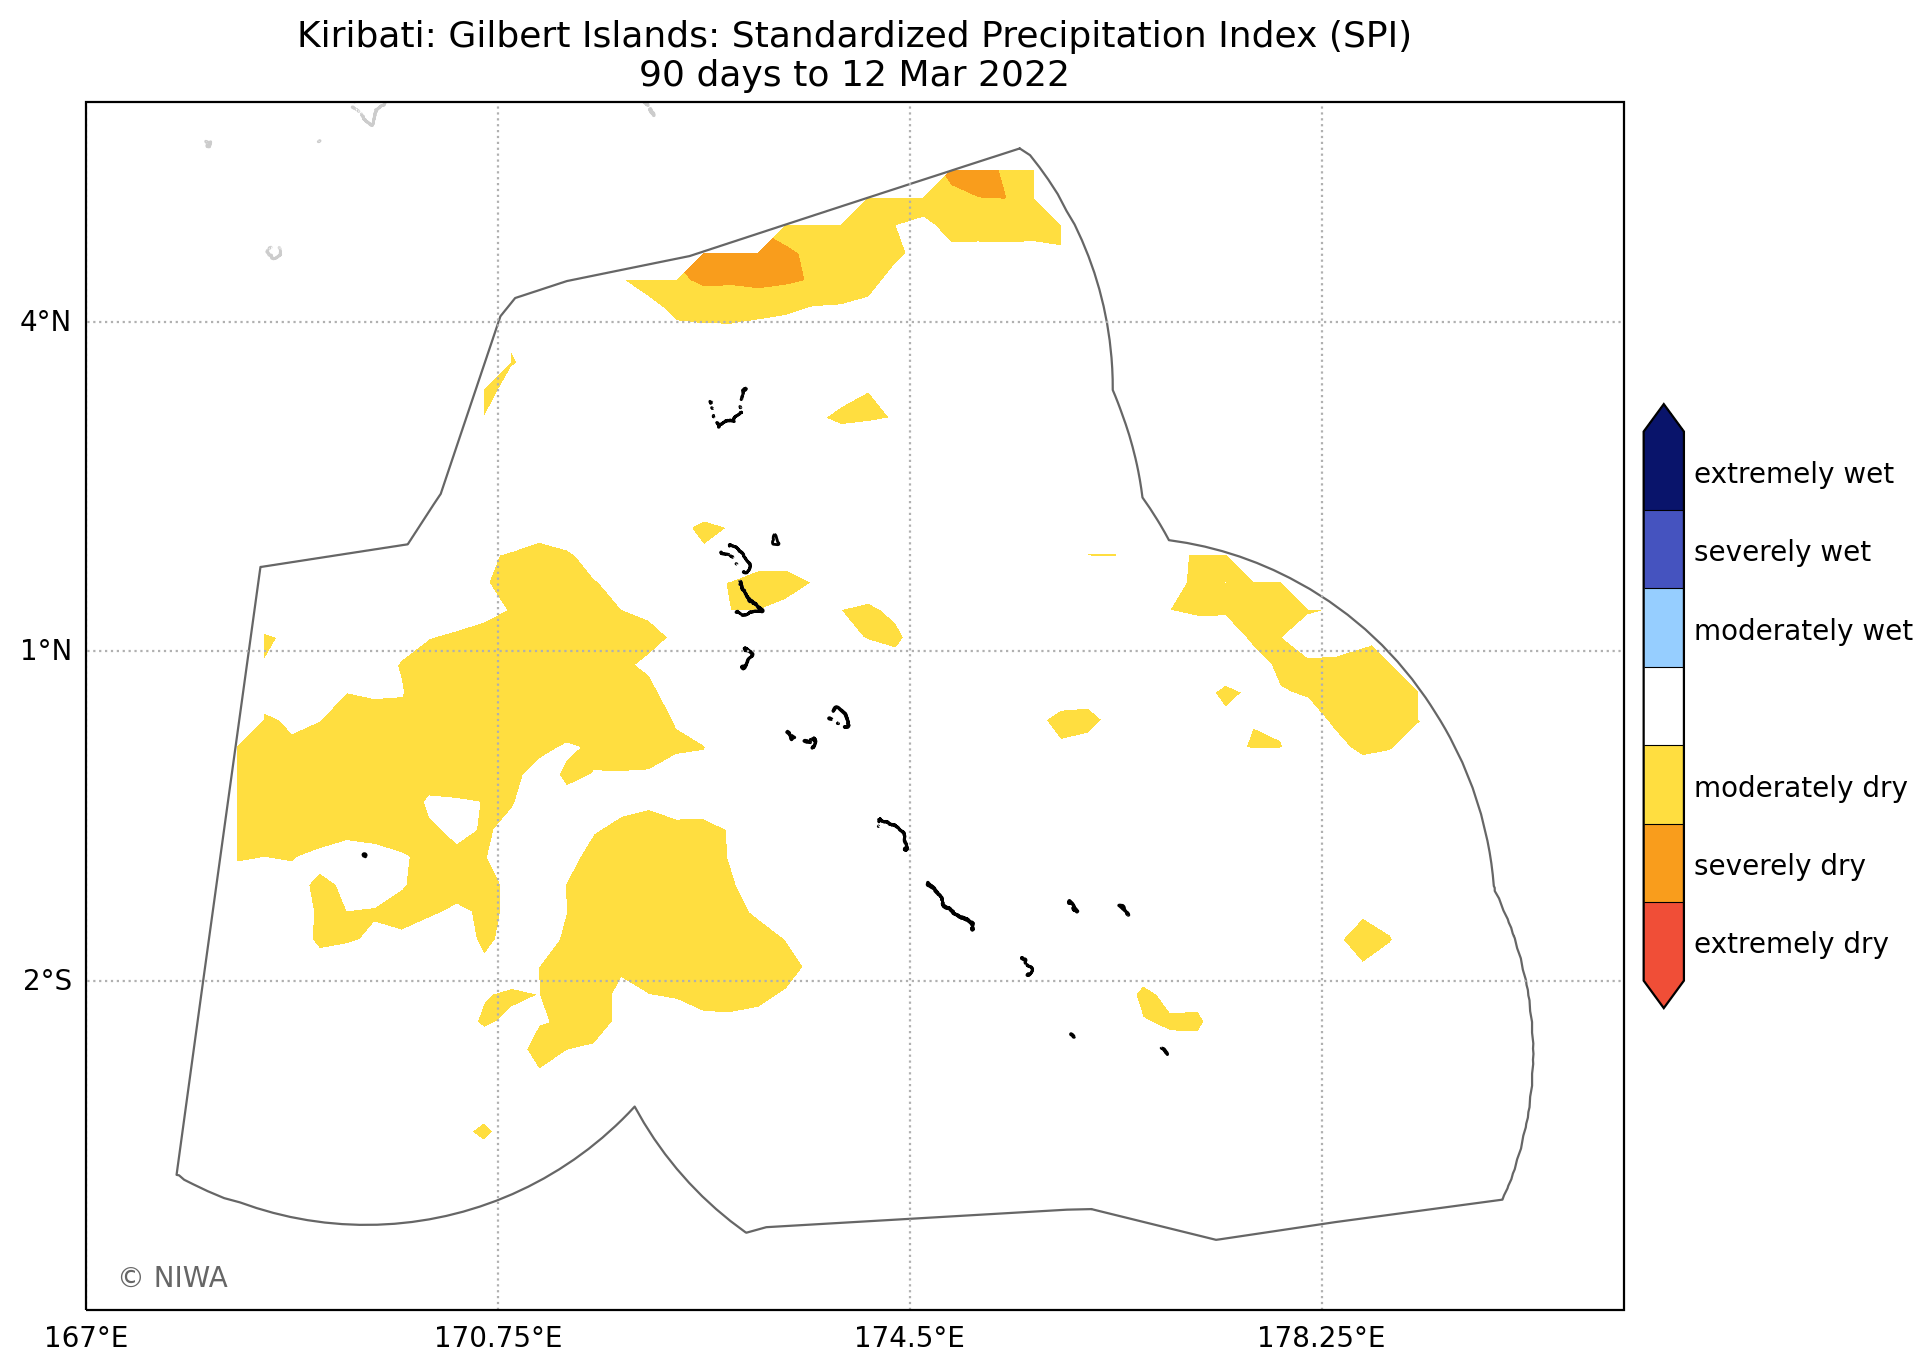 Kiribati: Gilbert Islands: Standardized Precipitation Index (SPI)
90 days to 12 Mar 2022
4°N
1°N
2°S
167°E
170.75°E
174.5°E
178.25°E
extremely wet
severely wet
moderately wet
moderately dry
severely dry
extremely dry
© NIWA